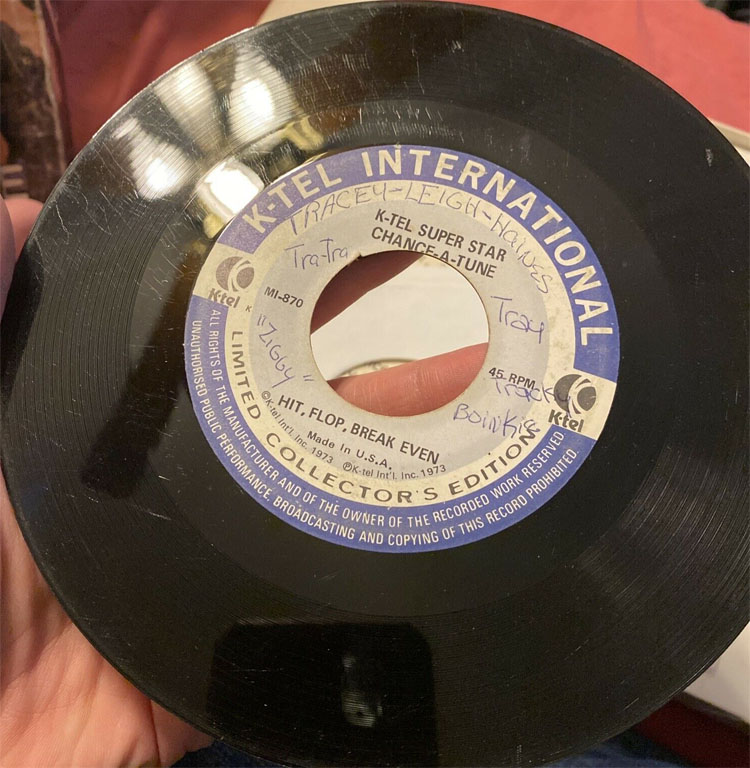 K-TEL INTERNATIONAL
TRACEY-LEIGH-HAINES
K-TEL SUPER STAR
CHANCE-A-TUNE
Tra-Tra
K-tel
MI-870
Tray
"ZIGGY"
45 RPM
Tracky
BOINKIE
K-tel
HIT, FLOP, BREAK EVEN
Made in U.S.A.
©K-tel Int'l. Inc. 1973
℗K-tel Int'l. Inc. 1973
LIMITED COLLECTOR'S EDITION
ALL RIGHTS OF THE MANUFACTURER AND OF THE OWNER OF THE RECORDED WORK RESERVED
UNAUTHORISED PUBLIC PERFORMANCE, BROADCASTING AND COPYING OF THIS RECORD PROHIBITED.